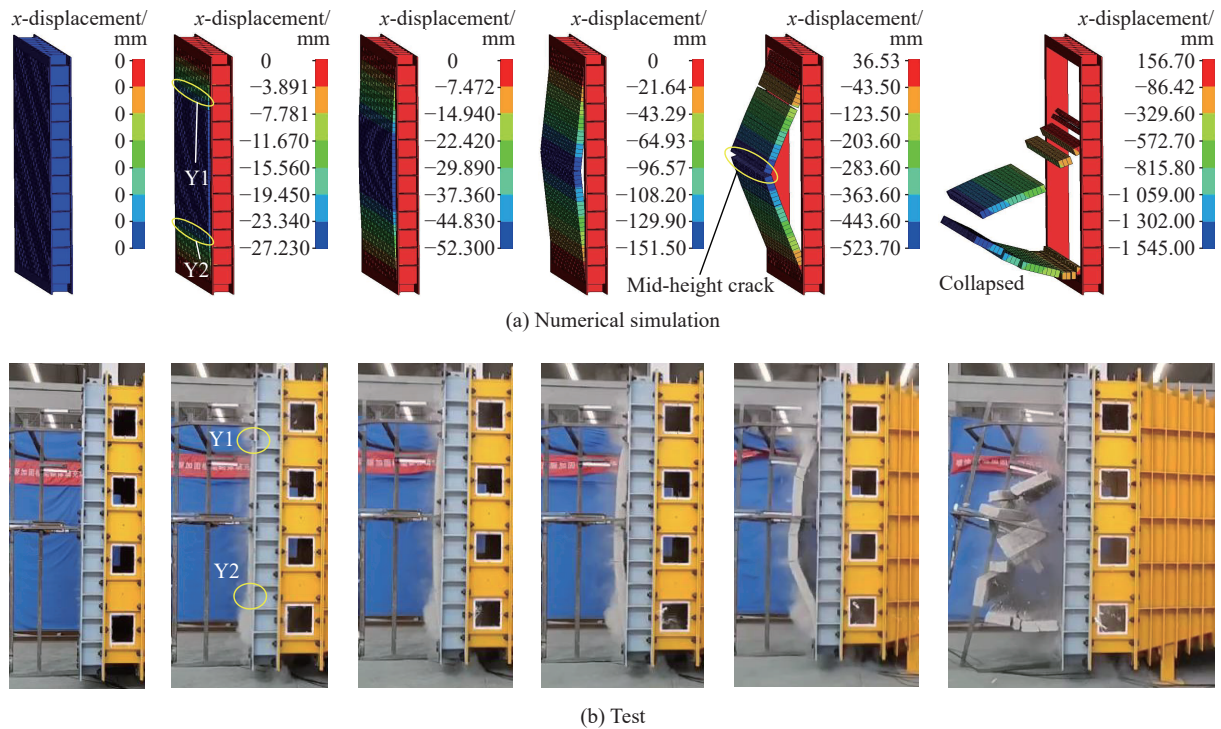 x-displacement/
mm
0
0
0
0
0
0
0
0
x-displacement/
mm
0
−3.891
−7.781
−11.670
−15.560
−19.450
−23.340
−27.230
Y1
Y2
x-displacement/
mm
0
−7.472
−14.940
−22.420
−29.890
−37.360
−44.830
−52.300
x-displacement/
mm
0
−21.64
−43.29
−64.93
−96.57
−108.20
−129.90
−151.50
x-displacement/
mm
36.53
−43.50
−123.50
−203.60
−283.60
−363.60
−443.60
−523.70
Mid-height crack
x-displacement/
mm
156.70
−86.42
−329.60
−572.70
−815.80
−1 059.00
−1 302.00
−1 545.00
Collapsed
(a) Numerical simulation
Y1
Y2
(b) Test